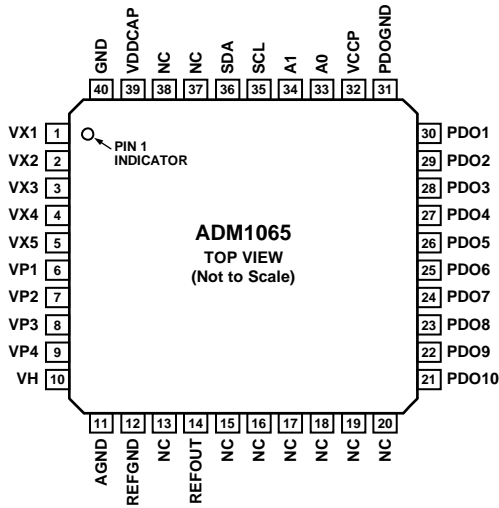 GND
VDDCAP
NC
NC
SDA
SCL
A1
A0
VCCP
PDOGND
40
39
38
37
36
35
34
33
32
31
VX1 1
VX2 2
VX3 3
VX4 4
VX5 5
VP1 6
VP2 7
VP3 8
VP4 9
VH 10
PIN 1
INDICATOR
ADM1065
TOP VIEW
(Not to Scale)
30 PDO1
29 PDO2
28 PDO3
27 PDO4
26 PDO5
25 PDO6
24 PDO7
23 PDO8
22 PDO9
21 PDO10
11
12
13
14
15
16
17
18
19
20
AGND
REFGND
NC
REFOUT
NC
NC
NC
NC
NC
NC